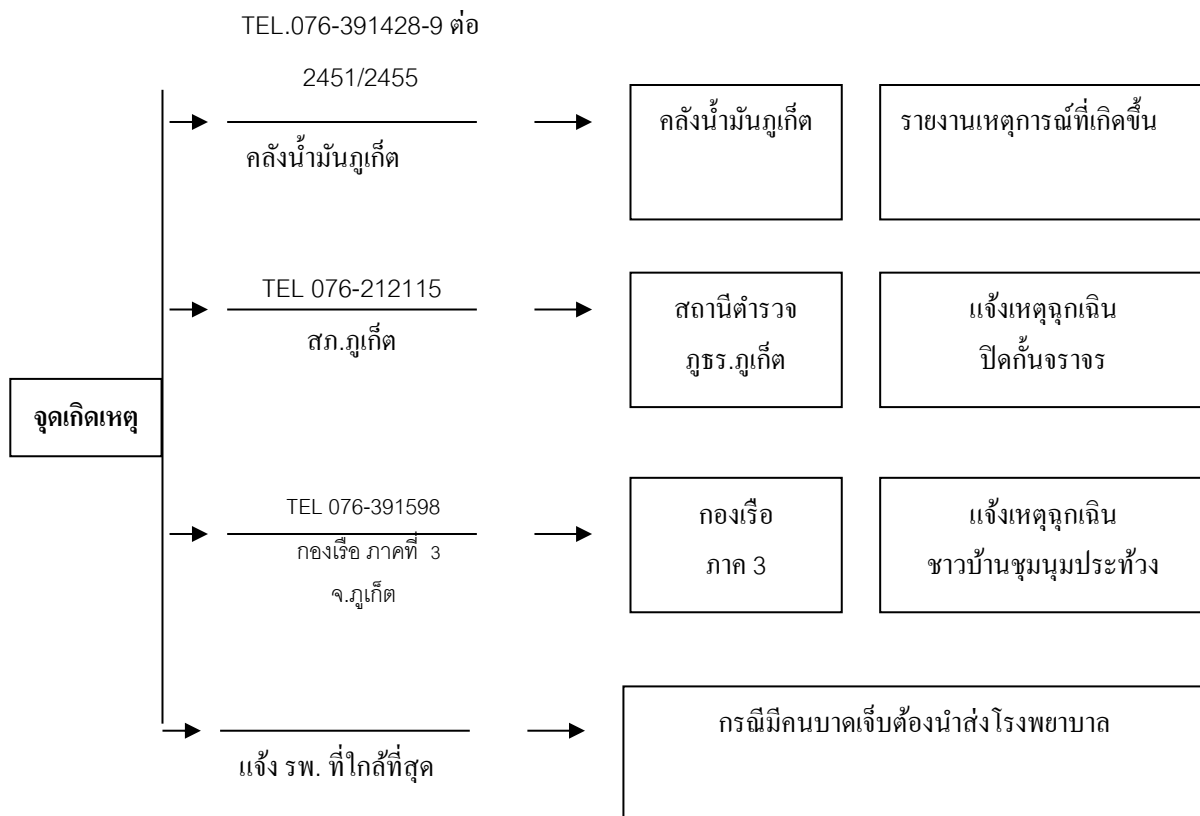 TEL.076-391428-9 ต่อ
2451/2455
คลังน้ำมันภูเก็ต
คลังน้ำมันภูเก็ต
รายงานเหตุการณ์ที่เกิดขึ้น
TEL 076-212115
สภ.ภูเก็ต
สถานีตำรวจ
ภูธร.ภูเก็ต
แจ้งเหตุฉุกเฉิน
ปิดกั้นจราจร
จุดเกิดเหตุ
TEL 076-391598
กองเรือ ภาคที่ 3
จ.ภูเก็ต
กองเรือ
ภาค 3
แจ้งเหตุฉุกเฉิน
ชาวบ้านชุมนุมประท้วง
แจ้ง รพ. ที่ใกล้ที่สุด
กรณีมีคนบาดเจ็บต้องนำส่งโรงพยาบาล